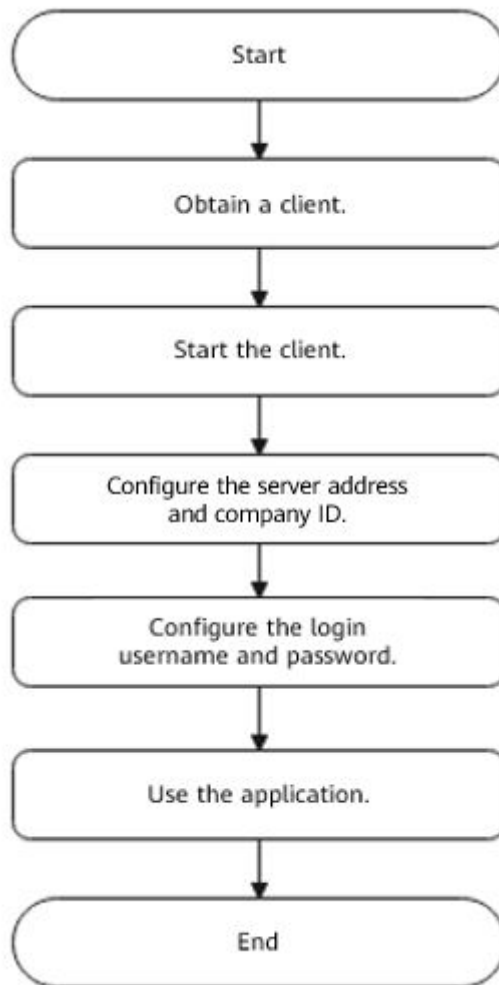 Start
Obtain a client.
Start the client.
Configure the server address
and company ID.
Configure the login
username and password.
Use the application.
End